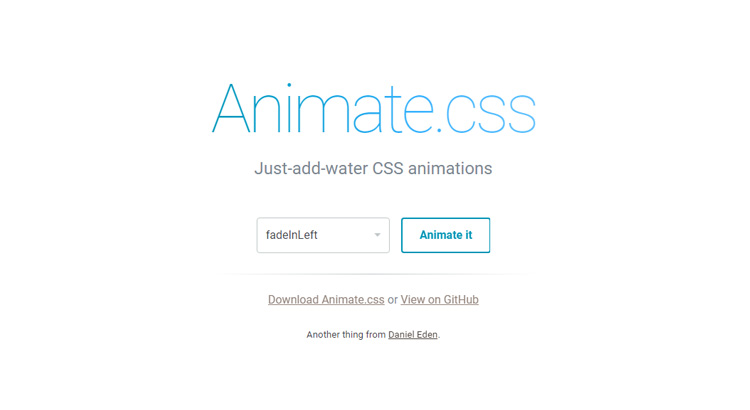 Animate.css
Just-add-water CSS animations
fadeInLeft
Animate it
Download Animate.css or View on GitHub
Another thing from Daniel Eden.